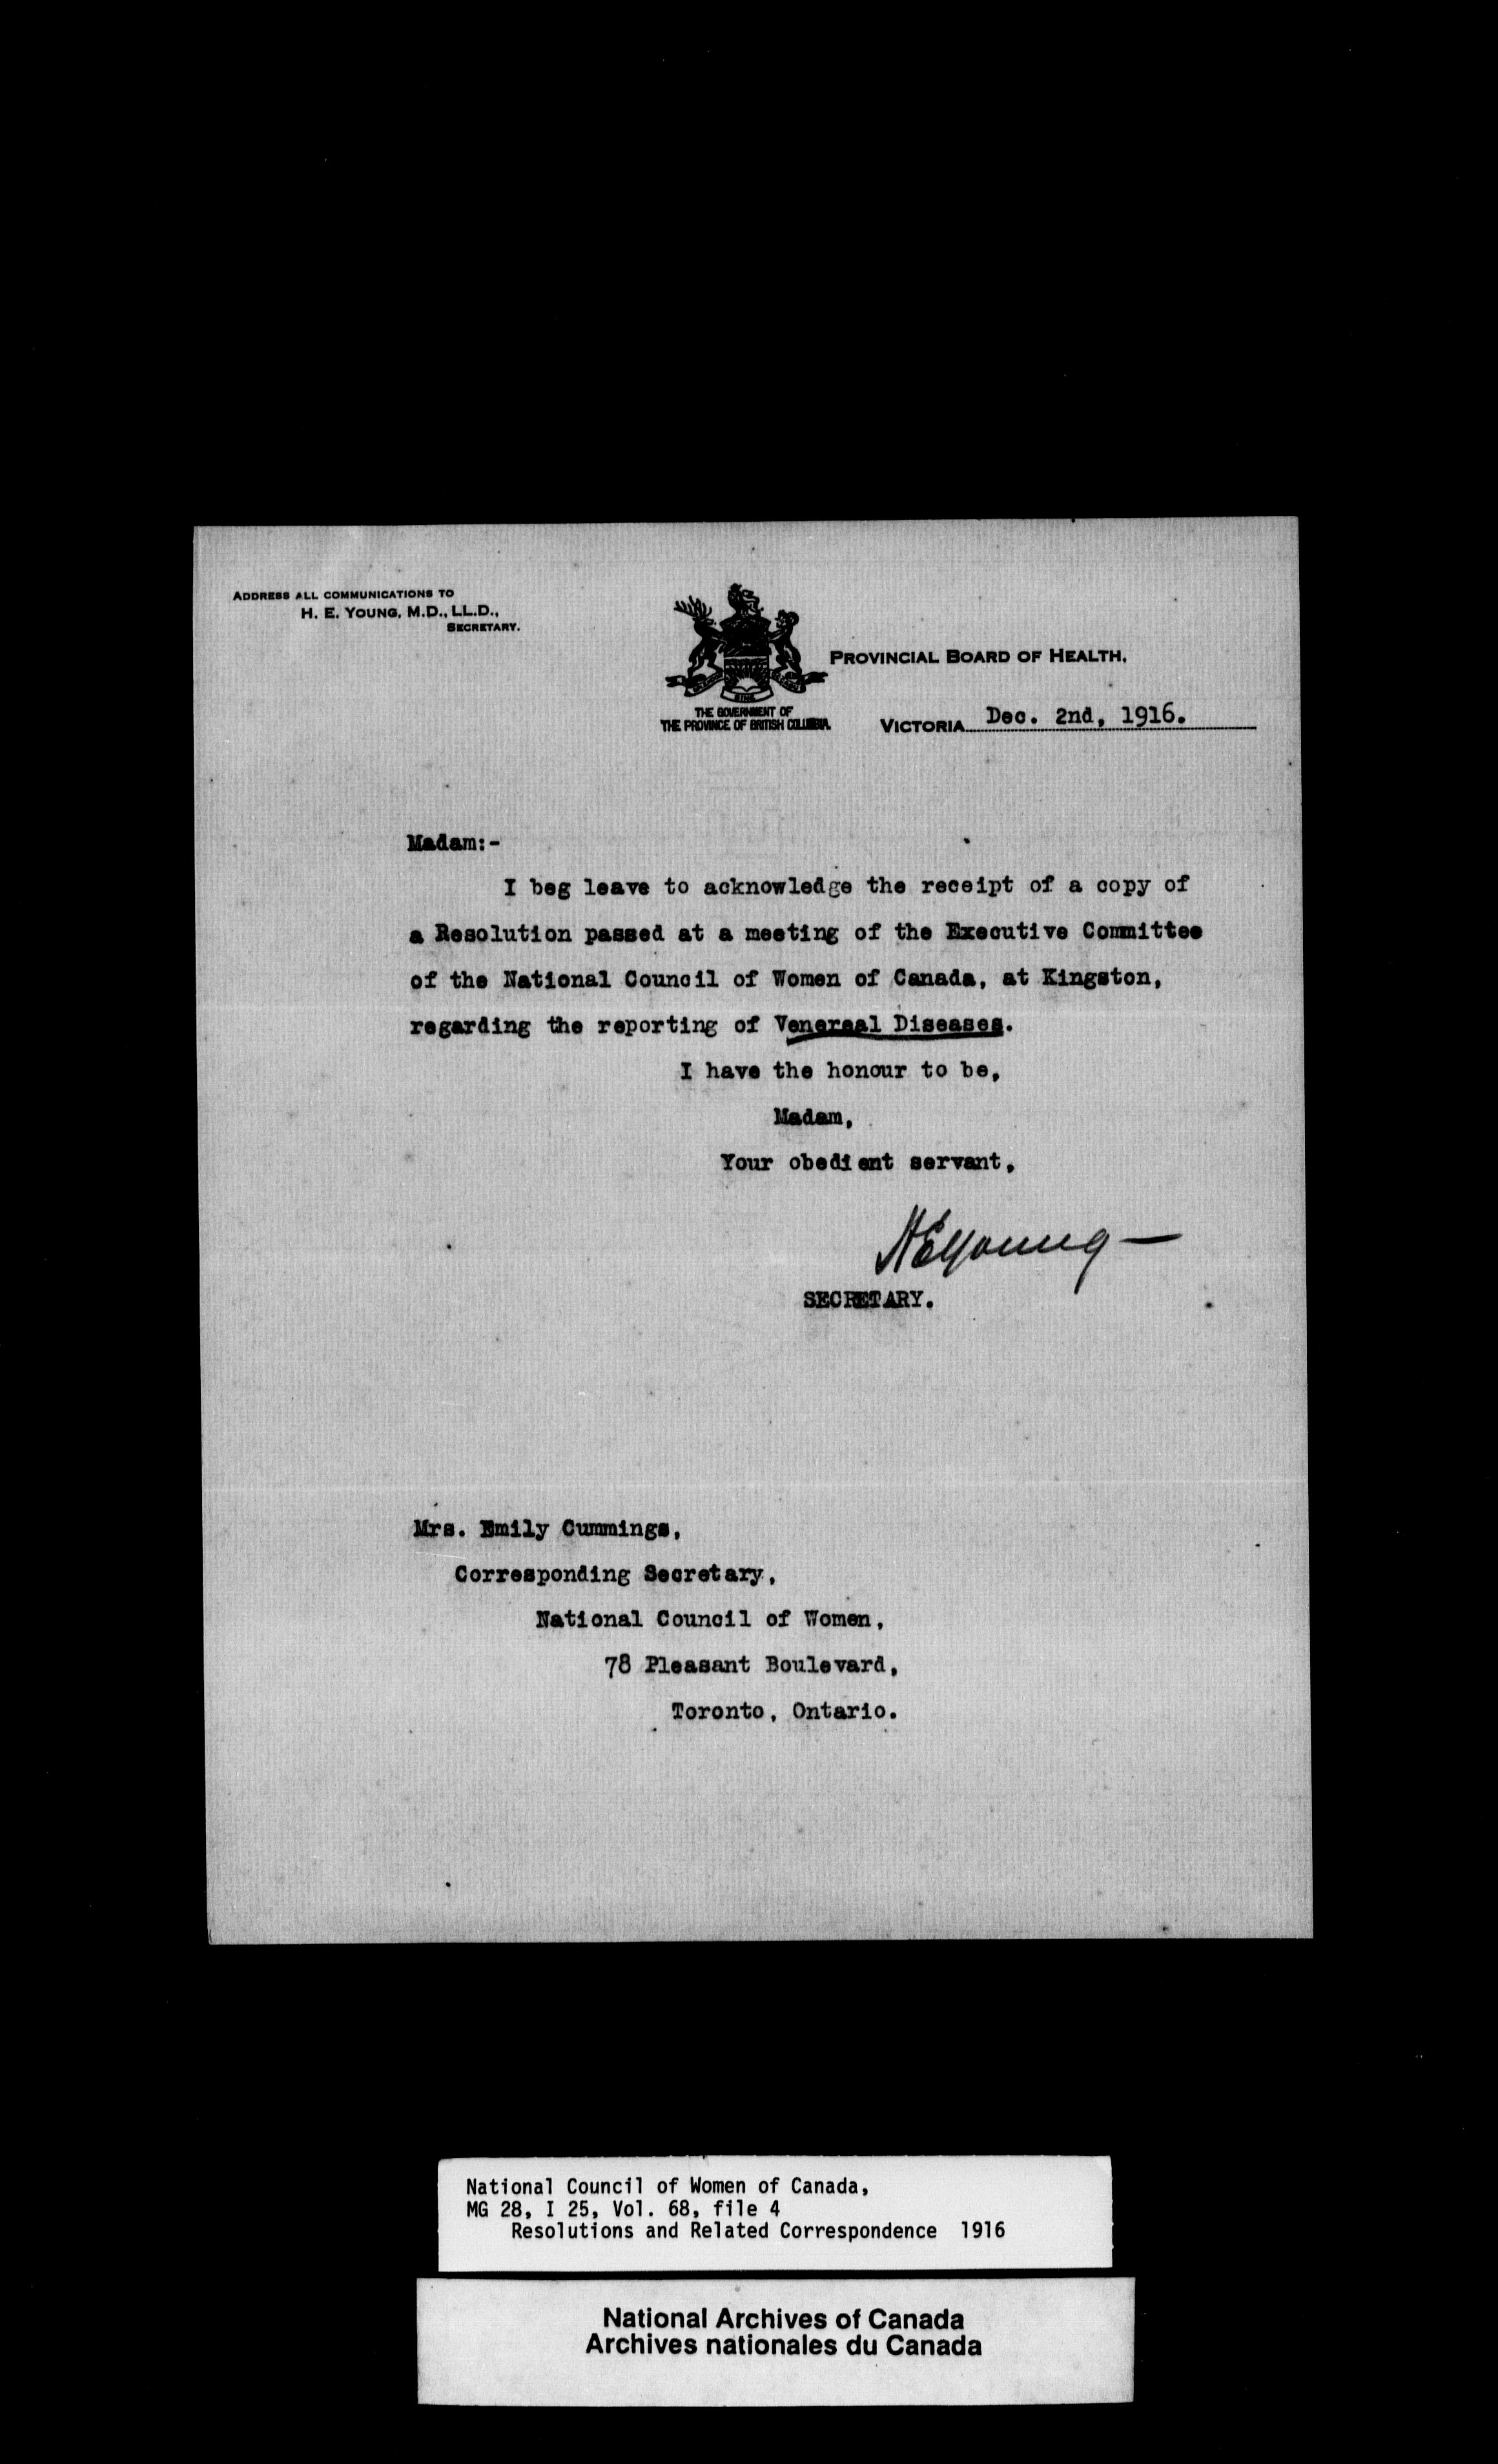 ADDRESS ALL COMMUNICATIONS TO
H. E. YOUNG, M.D., LL.D.,
SECRETARY.
THE GOVERNMENT OF
THE PROVINCE OF BRITISH COLUMBIA.
PROVINCIAL BOARD OF HEALTH.
VICTORIA Dec. 2nd, 1916.
Madam:-
I beg leave to acknowledge the receipt of a copy of
a Resolution passed at a meeting of the Executive Committee
of the National Council of Women of Canada, at Kingston,
regarding the reporting of Venereal Diseases.
I have the honour to be,
Madam,
Your obedient servant,
HEYoung —
SECRETARY.
Mrs. Emily Cummings,
Corresponding Secretary,
National Council of Women,
78 Pleasant Boulevard,
Toronto, Ontario.
National Council of Women of Canada,
MG 28, I 25, Vol. 68, file 4
Resolutions and Related Correspondence 1916
National Archives of Canada
Archives nationales du Canada